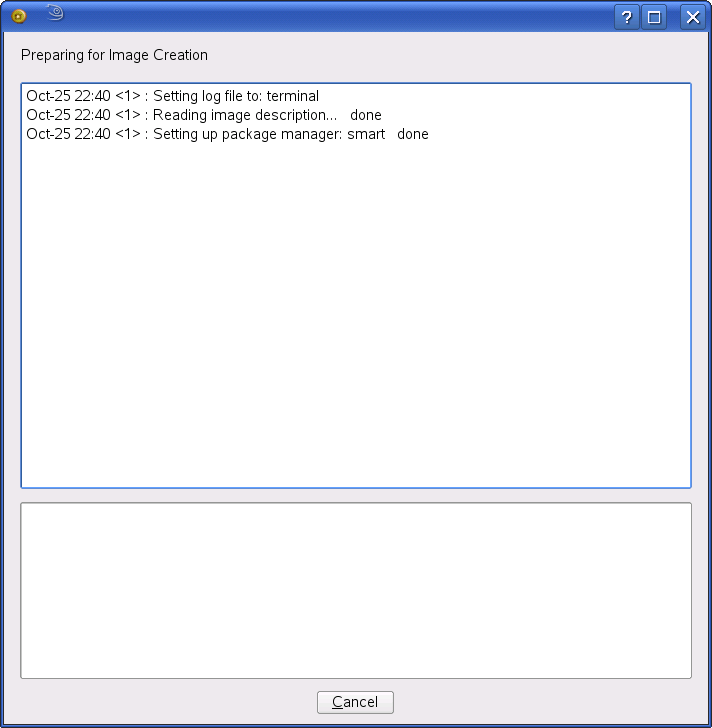 ?
Preparing for Image Creation
Oct-25 22:40 <1> : Setting log file to: terminal
Oct-25 22:40 <1> : Reading image description... done
Oct-25 22:40 <1> : Setting up package manager: smart done
Cancel